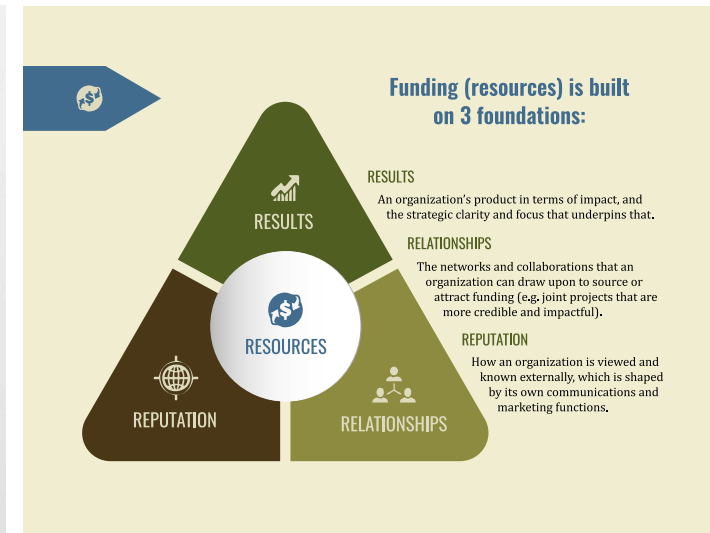 Funding (resources) is built
on 3 foundations:
RESULTS
An organization's product in terms of impact, and
the strategic clarity and focus that underpins that.
RELATIONSHIPS
The networks and collaborations that an
organization can draw upon to source or
attract funding (e.g. joint projects that are
more credible and impactful).
REPUTATION
How an organization is viewed and
known externally, which is shaped
by its own communications and
marketing functions.
RESULTS
$
RESOURCES
REPUTATION
RELATIONSHIPS
$